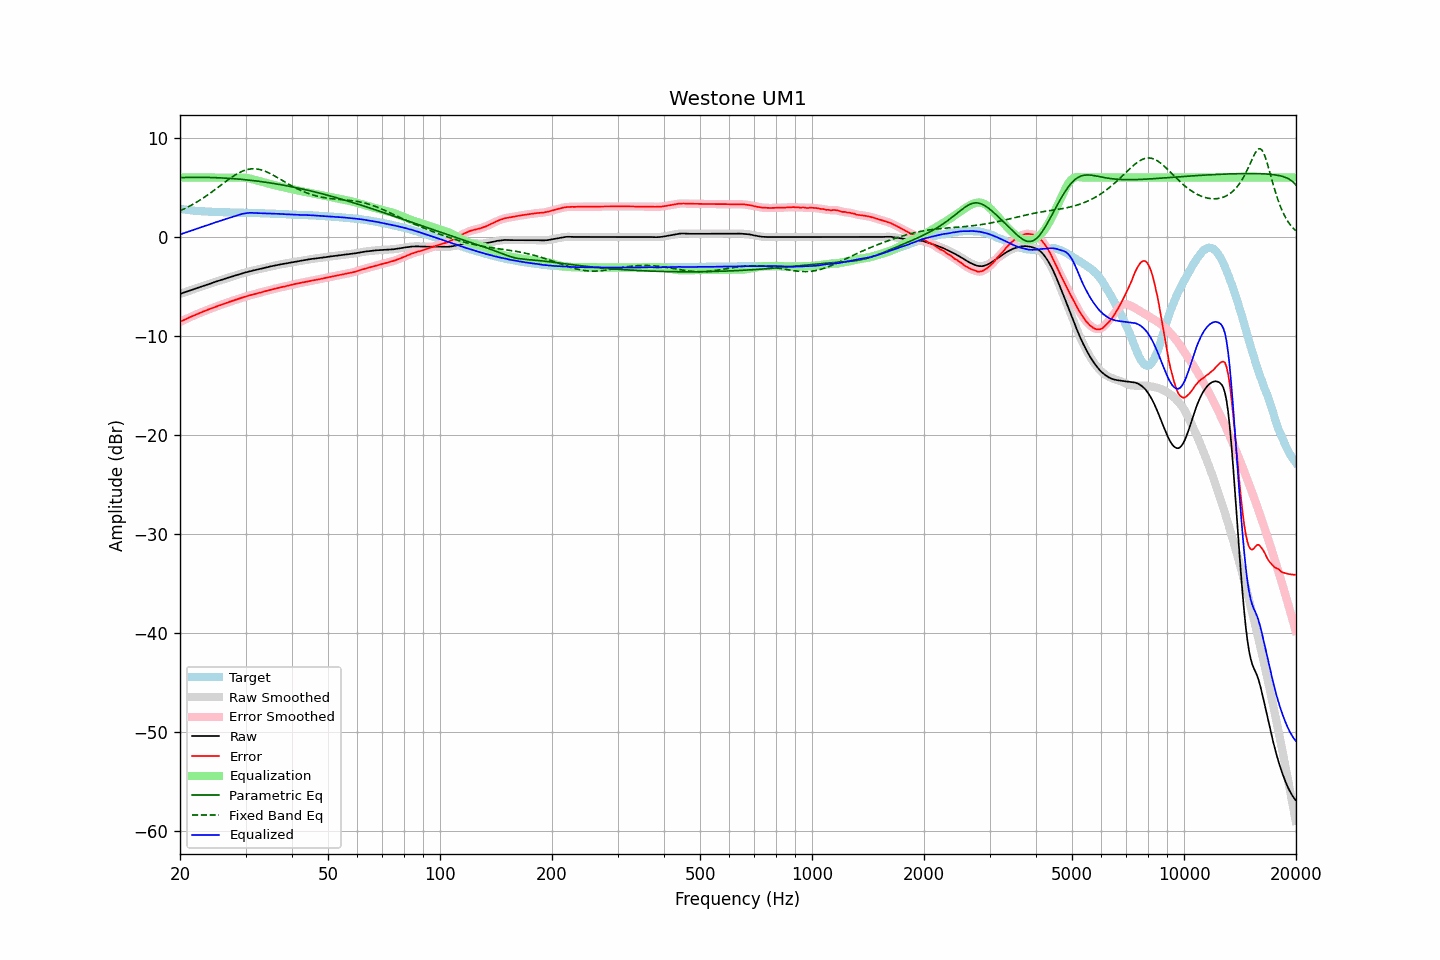 Westone UM1
10
0
−10
−20
−30
−40
−50
−60
Amplitude (dBr)
Target
Raw Smoothed
Error Smoothed
Raw
Error
Equalization
Parametric Eq
Fixed Band Eq
Equalized
20 50 100 200 500 1000 2000 5000 10000 20000
Frequency (Hz)